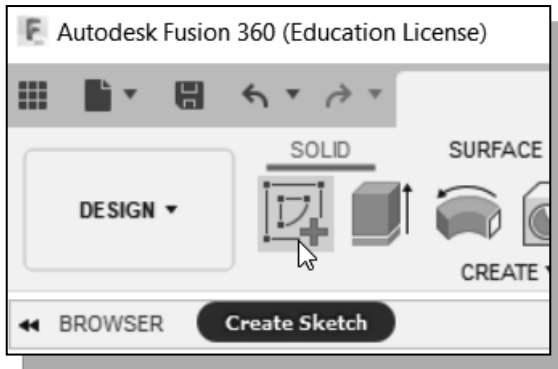 Autodesk Fusion 360 (Education License)
SOLID
SURFACE
DESIGN
CREATE
BROWSER
Create Sketch